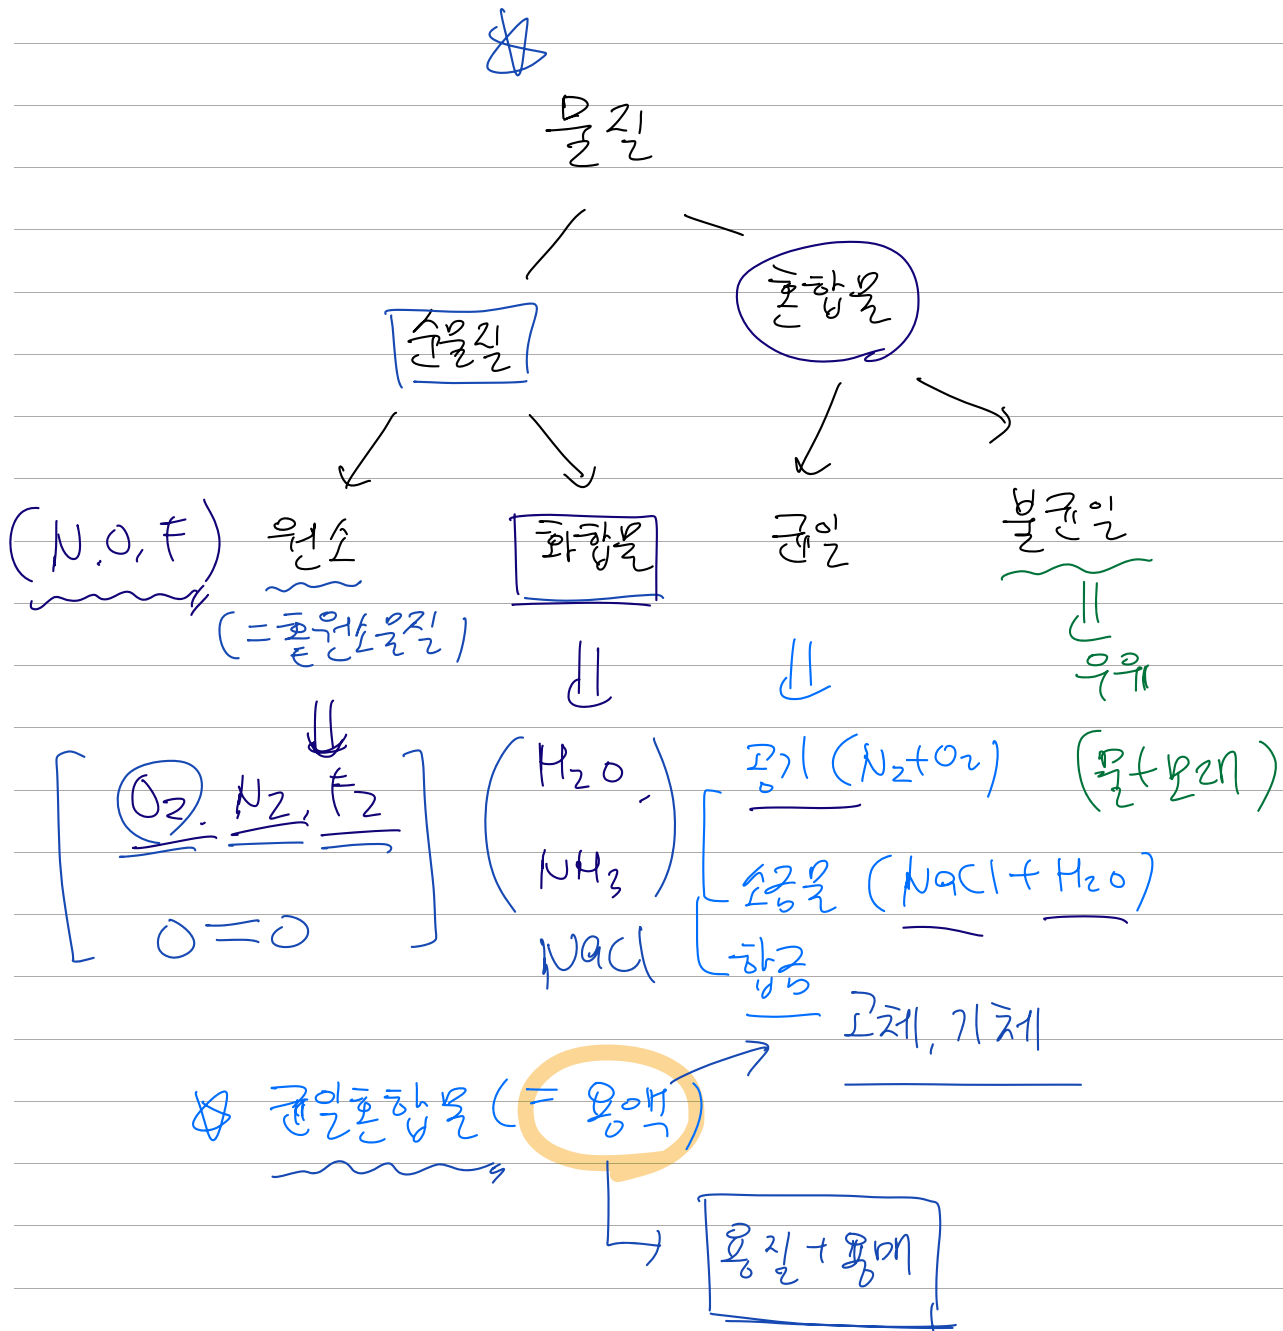 물질
혼합물
순물질
(N.O.F) 원소 화합물 균일 불균일
(=홑원소물질)
우유
O2. N2. F2
H2O,
공기 (N2+O2)
(물+모래)
NH3
소금물 (NaCl+H2O)
O=O
NaCl
합금
고체, 기체
균일혼합물 (= 용액)
용질+용매